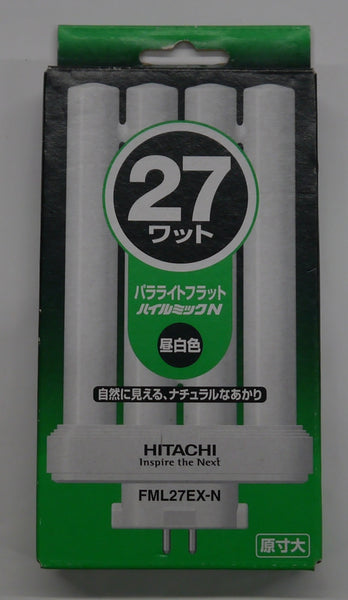 27
ワット
パラライトフラット
ハイルミックN
昼白色
自然に見える、ナチュラルなあかり
HITACHI
Inspire the Next
FML27EX-N
原寸大